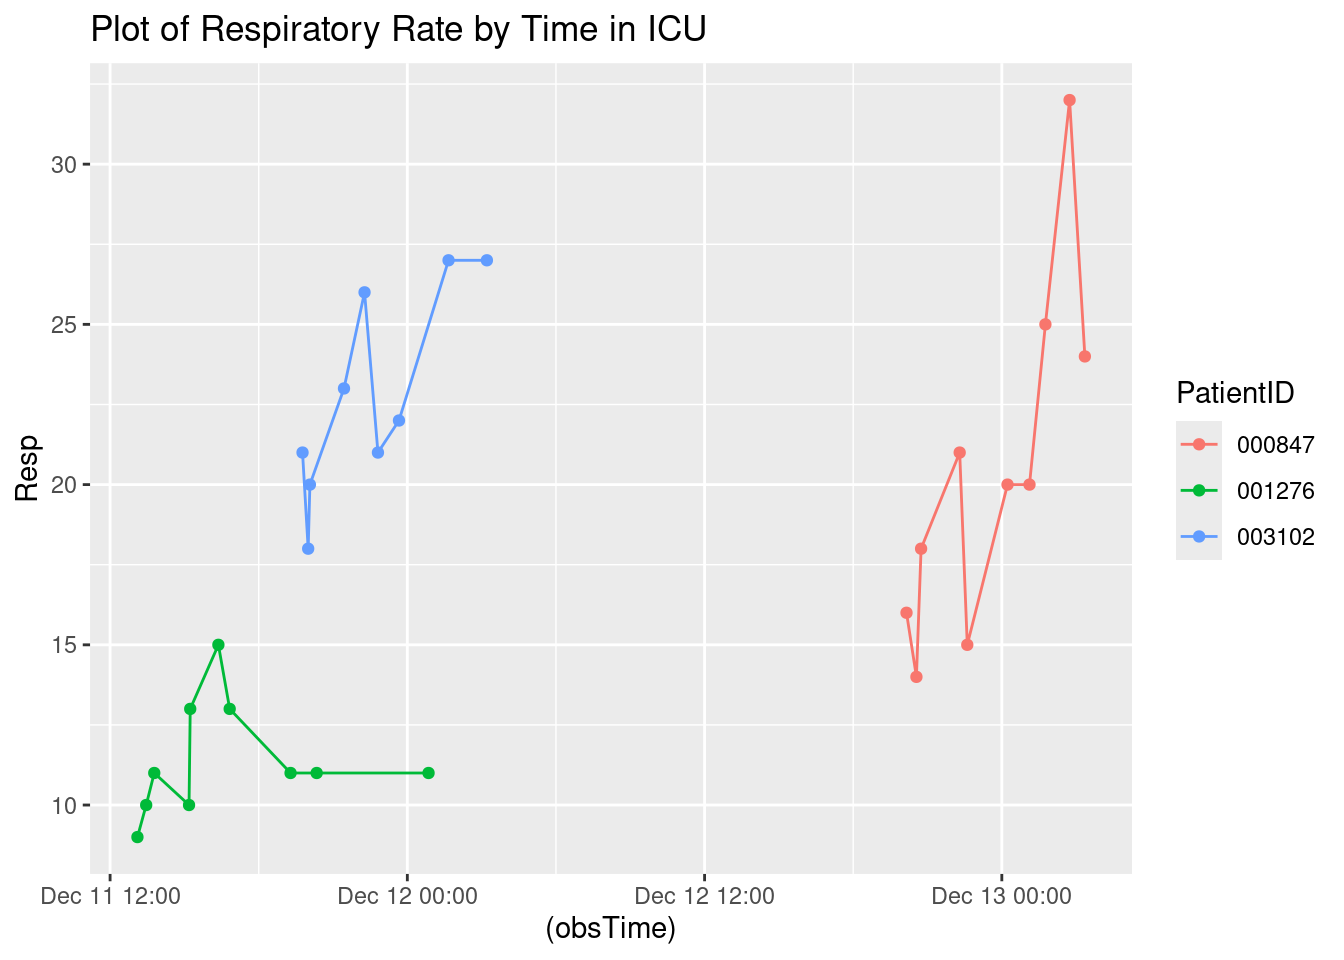 Plot of Respiratory Rate by Time in ICU
Resp
30
25
20
15
10
Dec 11 12:00
Dec 12 00:00
Dec 12 12:00
Dec 13 00:00
(obsTime)
PatientID
000847
001276
003102